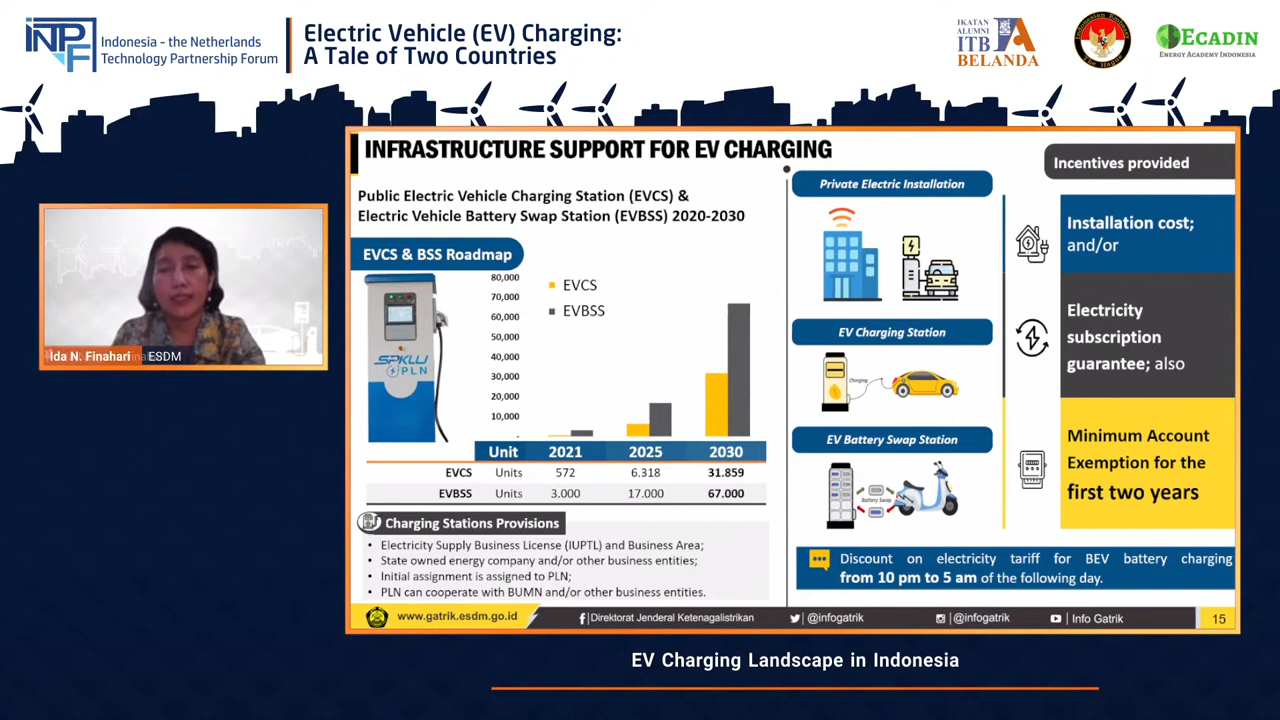 INPF
Indonesia - the Netherlands
Technology Partnership Forum
Electric Vehicle (EV) Charging:
A Tale of Two Countries
IKATAN
ALUMNI
ITB
BELANDA
ECADIN
ENERGY ACADEMY INDONESIA
INFRASTRUCTURE SUPPORT FOR EV CHARGING
Public Electric Vehicle Charging Station (EVCS) &
Electric Vehicle Battery Swap Station (EVBSS) 2020-2030
EVCS & BSS Roadmap
SPKLU
PLN
80,000
70,000
60,000
50,000
40,000
30,000
20,000
10,000
-
EVCS
EVBSS
Unit 2021 2025 2030
EVCS Units 572 6.318 31.859
EVBSS Units 3.000 17.000 67.000
Charging Stations Provisions
• Electricity Supply Business License (IUPTL) and Business Area;
• State owned energy company and/or other business entities;
• Initial assignment is assigned to PLN;
• PLN can cooperate with BUMN and/or other business entities.
Private Electric Installation
EV Charging Station
Charging
EV Battery Swap Station
Battery Swap
Incentives provided
Installation cost;
and/or
Electricity
subscription
guarantee; also
Minimum Account
Exemption for the
first two years
Discount on electricity tariff for BEV battery charging
from 10 pm to 5 am of the following day.
www.gatrik.esdm.go.id
Direktorat Jenderal Ketenagalistrikan
@infogatrik
@infogatrik
Info Gatrik
15
Ida N. Finahari ESDM
EV Charging Landscape in Indonesia